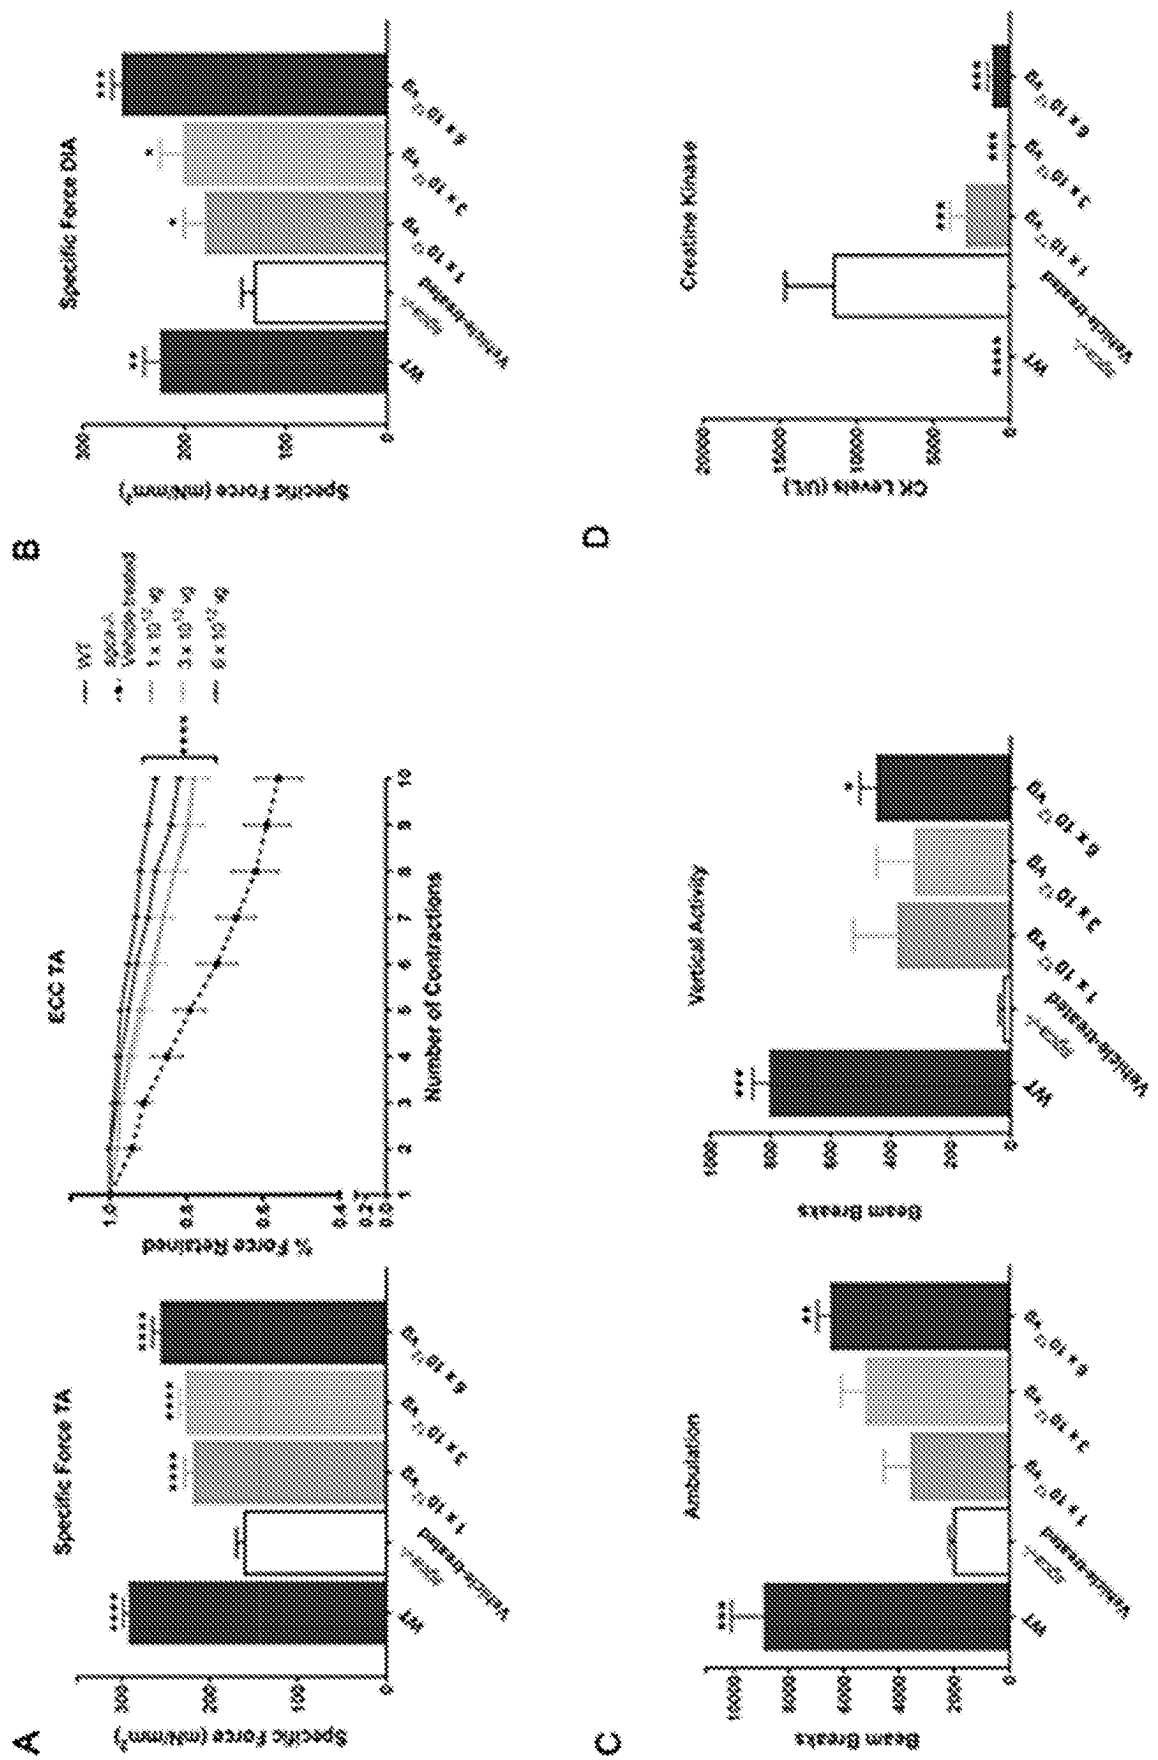 A
Specific Force TA
Specific Force (mN/mm²)
300
200
100
0
**** **** **** ****
WT
Vehicle-treated
1 x 10¹² vg
3 x 10¹² vg
6 x 10¹² vg
ECC TA
% Force Retained
1.0
0.8
0.6
0.4
0.2
0.0
1 2 3 4 5 6 7 8 9 10
Number of Contractions
****
WT
sgca-/-
Vehicle-treated
1 x 10¹² vg
3 x 10¹² vg
6 x 10¹² vg
B
Specific Force DIA
Specific Force (mN/mm²)
300
200
100
0
** * * ***
WT
Vehicle-treated
1 x 10¹² vg
3 x 10¹² vg
6 x 10¹² vg
C
Ambulation
Beam Breaks
10000
8000
6000
4000
2000
0
*** **
WT
Vehicle-treated
1 x 10¹² vg
3 x 10¹² vg
6 x 10¹² vg
Vertical Activity
Beam Breaks
1000
800
600
400
200
0
*** *
WT
Vehicle-treated
1 x 10¹² vg
3 x 10¹² vg
6 x 10¹² vg
D
Creatine Kinase
CK Levels (U/L)
20000
15000
10000
5000
0
**** *** *** ***
WT
Vehicle-treated
1 x 10¹² vg
3 x 10¹² vg
6 x 10¹² vg